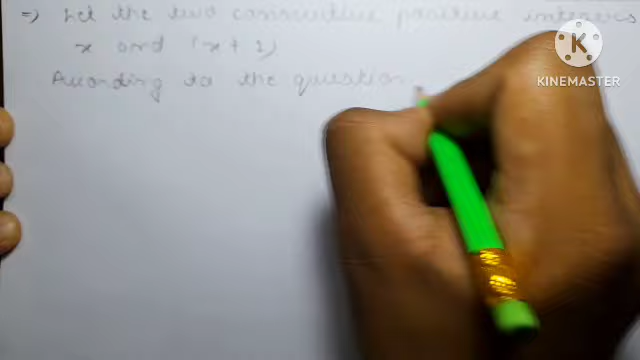 => Let the two consecutive positive integers
x and (x+1)
According to the question
KINEMASTER